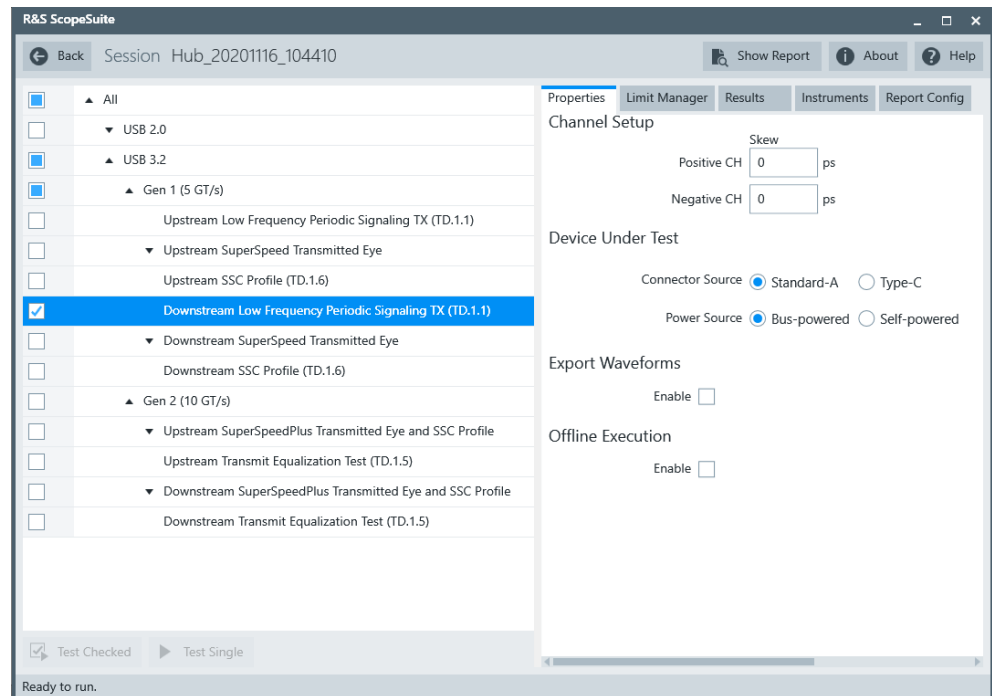 R&S ScopeSuite
Back Session Hub_20201116_104410 Show Report About Help
All
USB 2.0
USB 3.2
Gen 1 (5 GT/s)
Upstream Low Frequency Periodic Signaling TX (TD.1.1)
Upstream SuperSpeed Transmitted Eye
Upstream SSC Profile (TD.1.6)
Downstream Low Frequency Periodic Signaling TX (TD.1.1)
Downstream SuperSpeed Transmitted Eye
Downstream SSC Profile (TD.1.6)
Gen 2 (10 GT/s)
Upstream SuperSpeedPlus Transmitted Eye and SSC Profile
Upstream Transmit Equalization Test (TD.1.5)
Downstream SuperSpeedPlus Transmitted Eye and SSC Profile
Downstream Transmit Equalization Test (TD.1.5)
Test Checked Test Single
Properties Limit Manager Results Instruments Report Config
Channel Setup
Skew
Positive CH 0 ps
Negative CH 0 ps
Device Under Test
Connector Source Standard-A Type-C
Power Source Bus-powered Self-powered
Export Waveforms
Enable
Offline Execution
Enable
Ready to run.